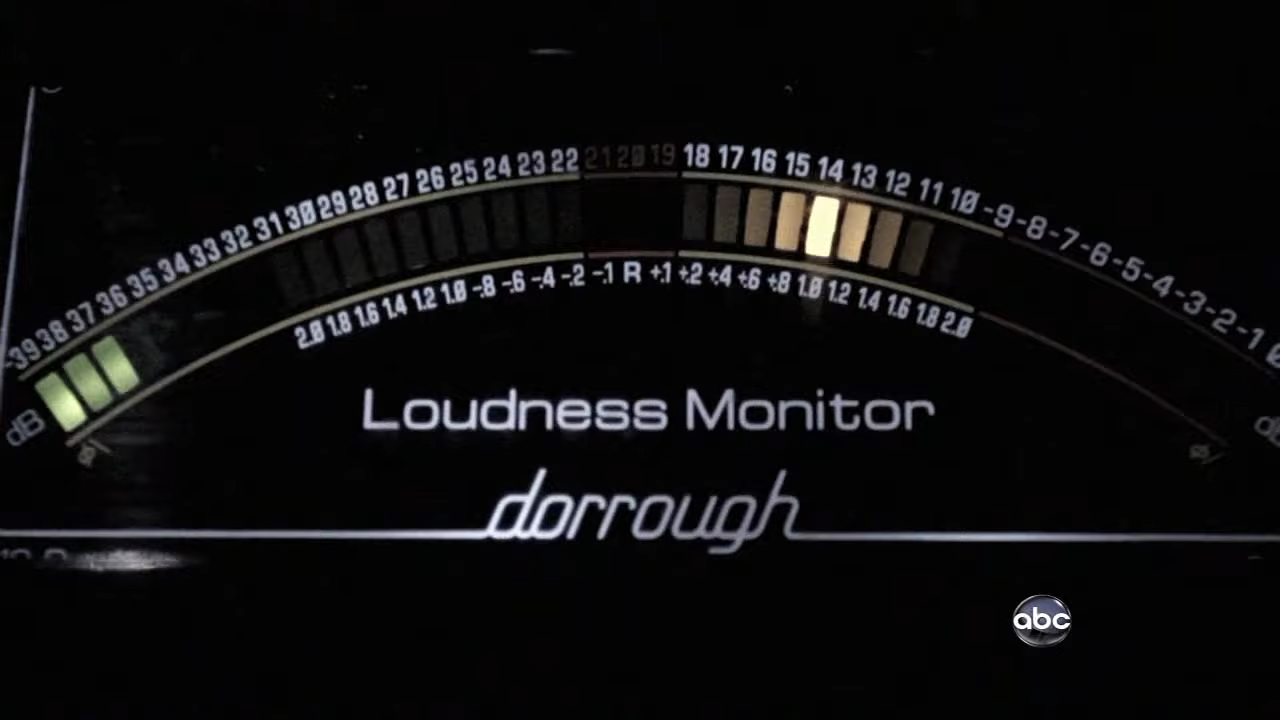 -39 38 37 36 35 34 33 32 31 30 29 28 27 26 25 24 23 22 21 20 19 18 17 16 15 14 13 12 11 10 -9 -8 -7 -6 -5 -4 -3 -2 -1 0
2.0 1.8 1.6 1.4 1.2 1.0 -.8 -.6 -.4 -.2 -.1 R +.1 +.2 +.4 +.6 +.8 1.0 1.2 1.4 1.6 1.8 2.0
dB
Loudness Monitor
dorrough
abc